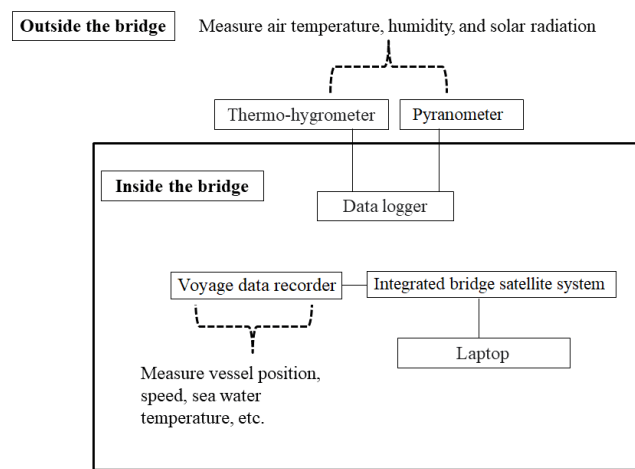 Outside the bridge
Measure air temperature, humidity, and solar radiation
Thermo-hygrometer
Pyranometer
Inside the bridge
Data logger
Voyage data recorder
Integrated bridge satellite system
Laptop
Measure vessel position,
speed, sea water
temperature, etc.